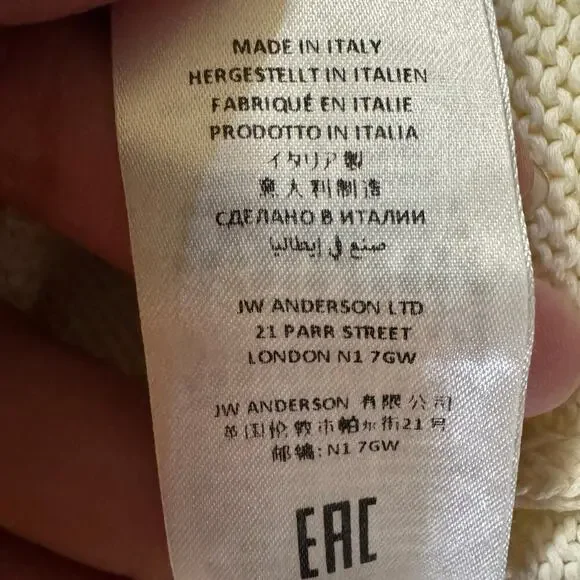 MADE IN ITALY
HERGESTELLT IN ITALIEN
FABRIQUÉ EN ITALIE
PRODOTTO IN ITALIA
イタリア製
意大利制造
СДЕЛАНО В ИТАЛИИ
صنع في إيطاليا
JW ANDERSON LTD
21 PARR STREET
LONDON N1 7GW
JW ANDERSON 有限公司
英国伦敦市帕尔街21号
邮编: N1 7GW
EAC